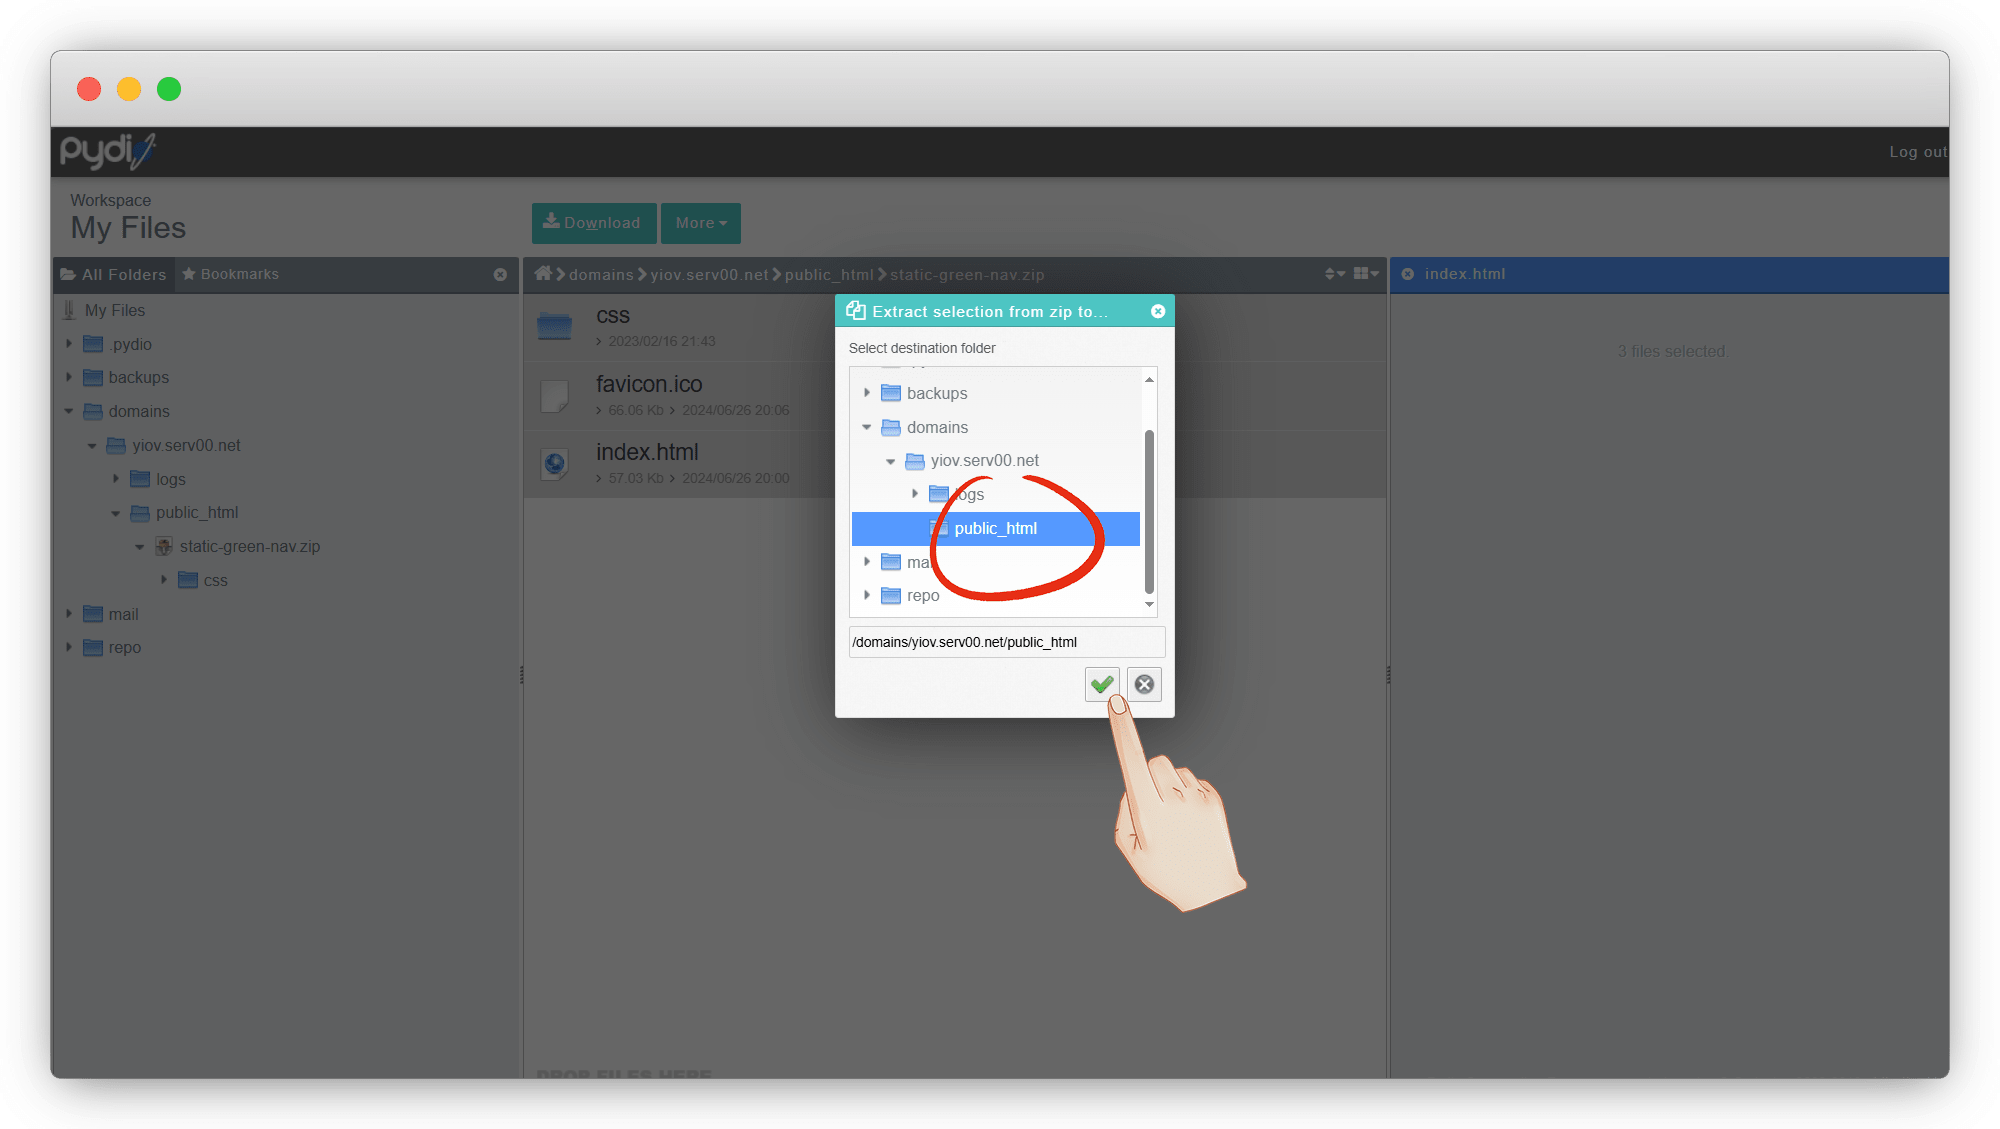 pydio
Log out
Workspace
My Files
Download
More
All Folders
Bookmarks
domains
yiov.serv00.net
public_html
static-green-nav.zip
index.html
My Files
.pydio
backups
domains
yiov.serv00.net
logs
public_html
static-green-nav.zip
css
mail
repo
css
2023/02/16 21:43
favicon.ico
66.06 Kb
2024/06/26 20:06
index.html
57.03 Kb
2024/06/26 20:00
DROP FILES HERE
Extract selection from zip to...
Select destination folder
backups
domains
yiov.serv00.net
logs
public_html
repo
/domains/yiov.serv00.net/public_html
3 files selected.